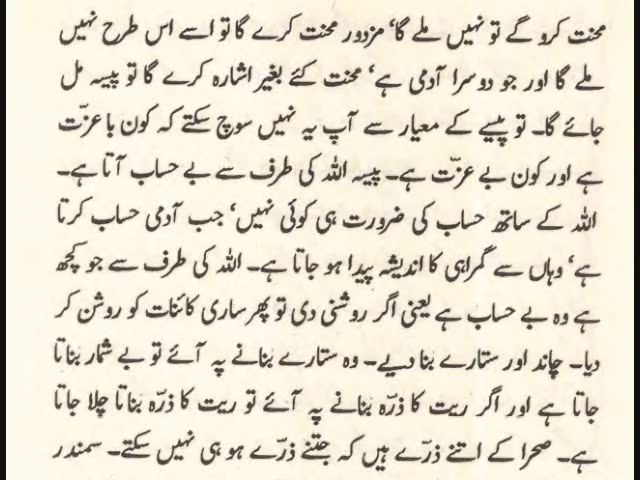 محنت کرو گے تو نہیں ملے گا‘ مزدور محنت کرے گا تو اسے اس طرح نہیں
ملے گا اور جو دوسرا آدمی ہے‘ محنت کئے بغیر اشارہ کرے گا تو پیسہ مل
جائے گا۔ تو پیسے کے معیار سے آپ یہ نہیں سوچ سکتے کہ کون باعزّت
ہے اور کون بے عزّت ہے۔ پیسہ اللہ کی طرف سے بے حساب آتا ہے۔
اللہ کے ساتھ حساب کی ضرورت ہی کوئی نہیں‘ جب آدمی حساب کرتا
ہے‘ وہاں سے گمراہی کا اندیشہ پیدا ہو جاتا ہے۔ اللہ کی طرف سے جو کچھ
ہے وہ بے حساب ہے یعنی اگر روشنی دی تو پھر ساری کائنات کو روشن کر
دیا۔ چاند اور ستارے بنا دیے۔ وہ ستارے بنانے پہ آئے تو بے شمار بناتا
جاتا ہے اور اگر ریت کا ذرّہ بنانے پہ آئے تو ریت کا ذرّہ بناتا چلا جاتا
ہے۔ صحرا کے اتنے ذرّے ہیں کہ جتنے ذرّے ہو ہی نہیں سکتے۔ سمندر